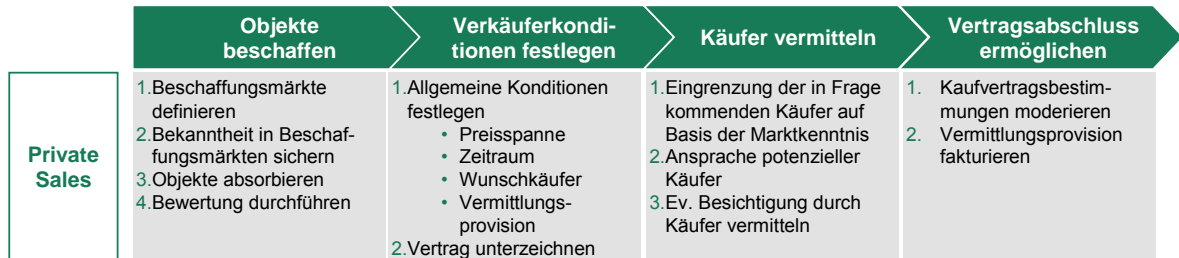 Objekte
beschaffen
Verkäuferkondi-
tionen festlegen
Käufer vermitteln
Vertragsabschluss
ermöglichen
Private
Sales
1.Beschaffungsmärkte
definieren
2.Bekanntheit in Beschaf-
fungsmärkten sichern
3.Objekte absorbieren
4.Bewertung durchführen
1.Allgemeine Konditionen
festlegen
• Preisspanne
• Zeitraum
• Wunschkäufer
• Vermittlungs-
provision
2.Vertrag unterzeichnen
1.Eingrenzung der in Frage
kommenden Käufer auf
Basis der Marktkenntnis
2.Ansprache potenzieller
Käufer
3.Ev. Besichtigung durch
Käufer vermitteln
1. Kaufvertragsbestim-
mungen moderieren
2. Vermittlungsprovision
fakturieren